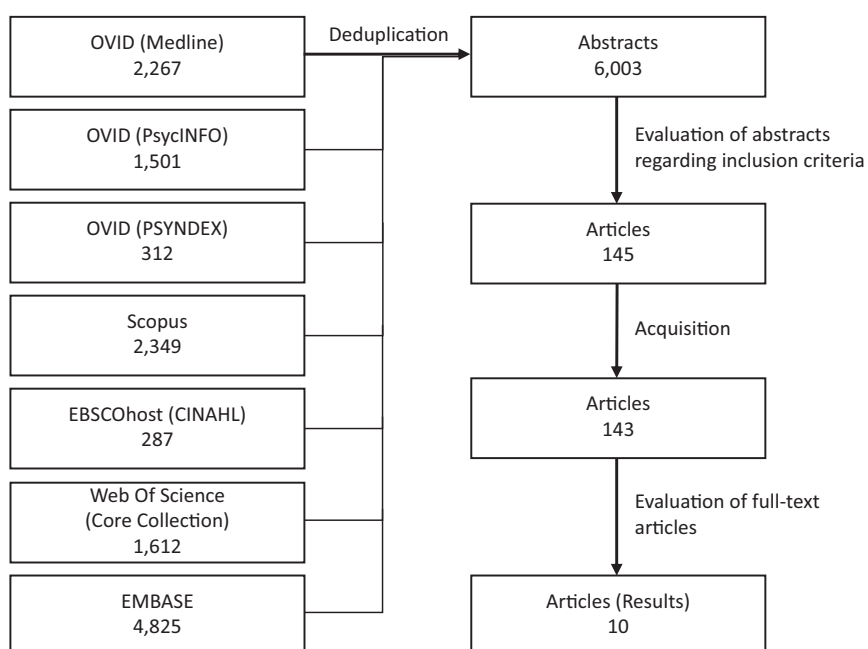 OVID (Medline)
2,267
OVID (PsycINFO)
1,501
OVID (PSYNDEX)
312
Scopus
2,349
EBSCOhost (CINAHL)
287
Web Of Science
(Core Collection)
1,612
EMBASE
4,825
Deduplication
Abstracts
6,003
Evaluation of abstracts
regarding inclusion criteria
Articles
145
Acquisition
Articles
143
Evaluation of full-text
articles
Articles (Results)
10